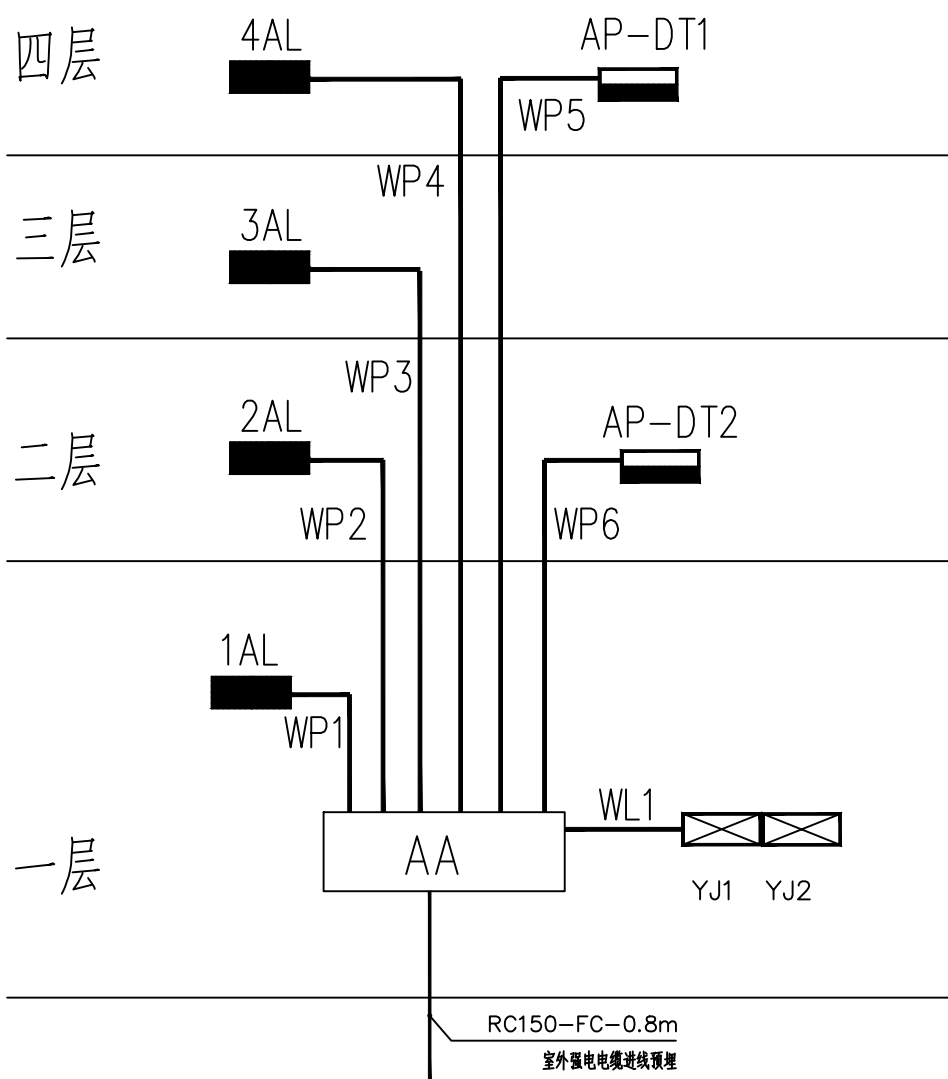 四层
4AL
AP-DT1
WP5
WP4
三层
3AL
WP3
二层
2AL
AP-DT2
WP2
WP6
1AL
WP1
一层
AA
WL1
YJ1
YJ2
RC150-FC-0.8m
室外强电电缆进线预埋